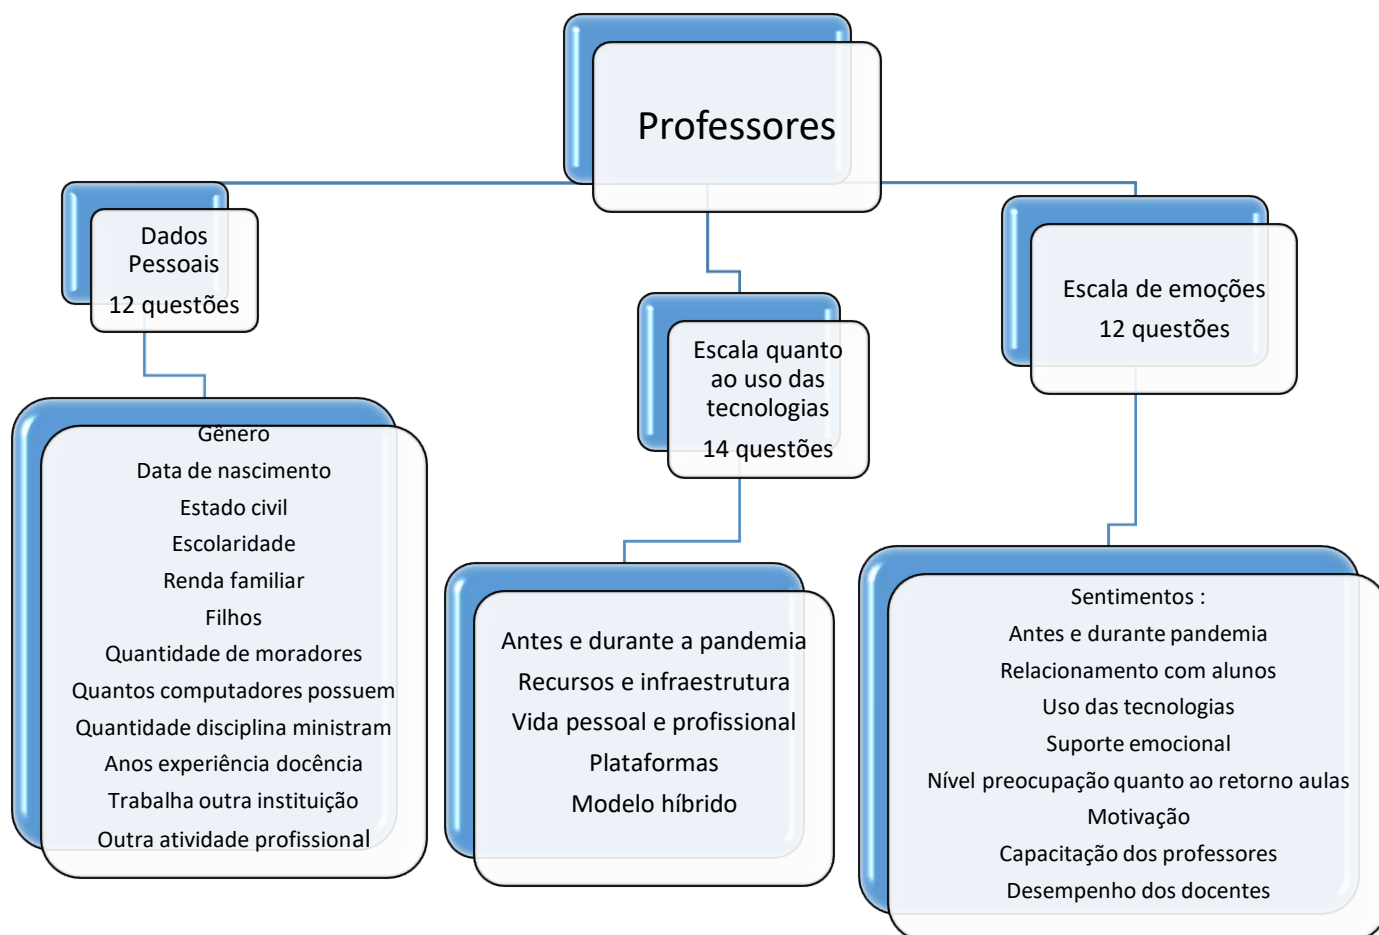 Professores
Dados
Pessoais
12 questões
Gênero
Data de nascimento
Estado civil
Escolaridade
Renda familiar
Filhos
Quantidade de moradores
Quantos computadores possuem
Quantidade disciplina ministram
Anos experiência docência
Trabalha outra instituição
Outra atividade profissional
Escala quanto
ao uso das
tecnologias
14 questões
Antes e durante a pandemia
Recursos e infraestrutura
Vida pessoal e profissional
Plataformas
Modelo híbrido
Escala de emoções
12 questões
Sentimentos :
Antes e durante pandemia
Relacionamento com alunos
Uso das tecnologias
Suporte emocional
Nível preocupação quanto ao retorno aulas
Motivação
Capacitação dos professores
Desempenho dos docentes